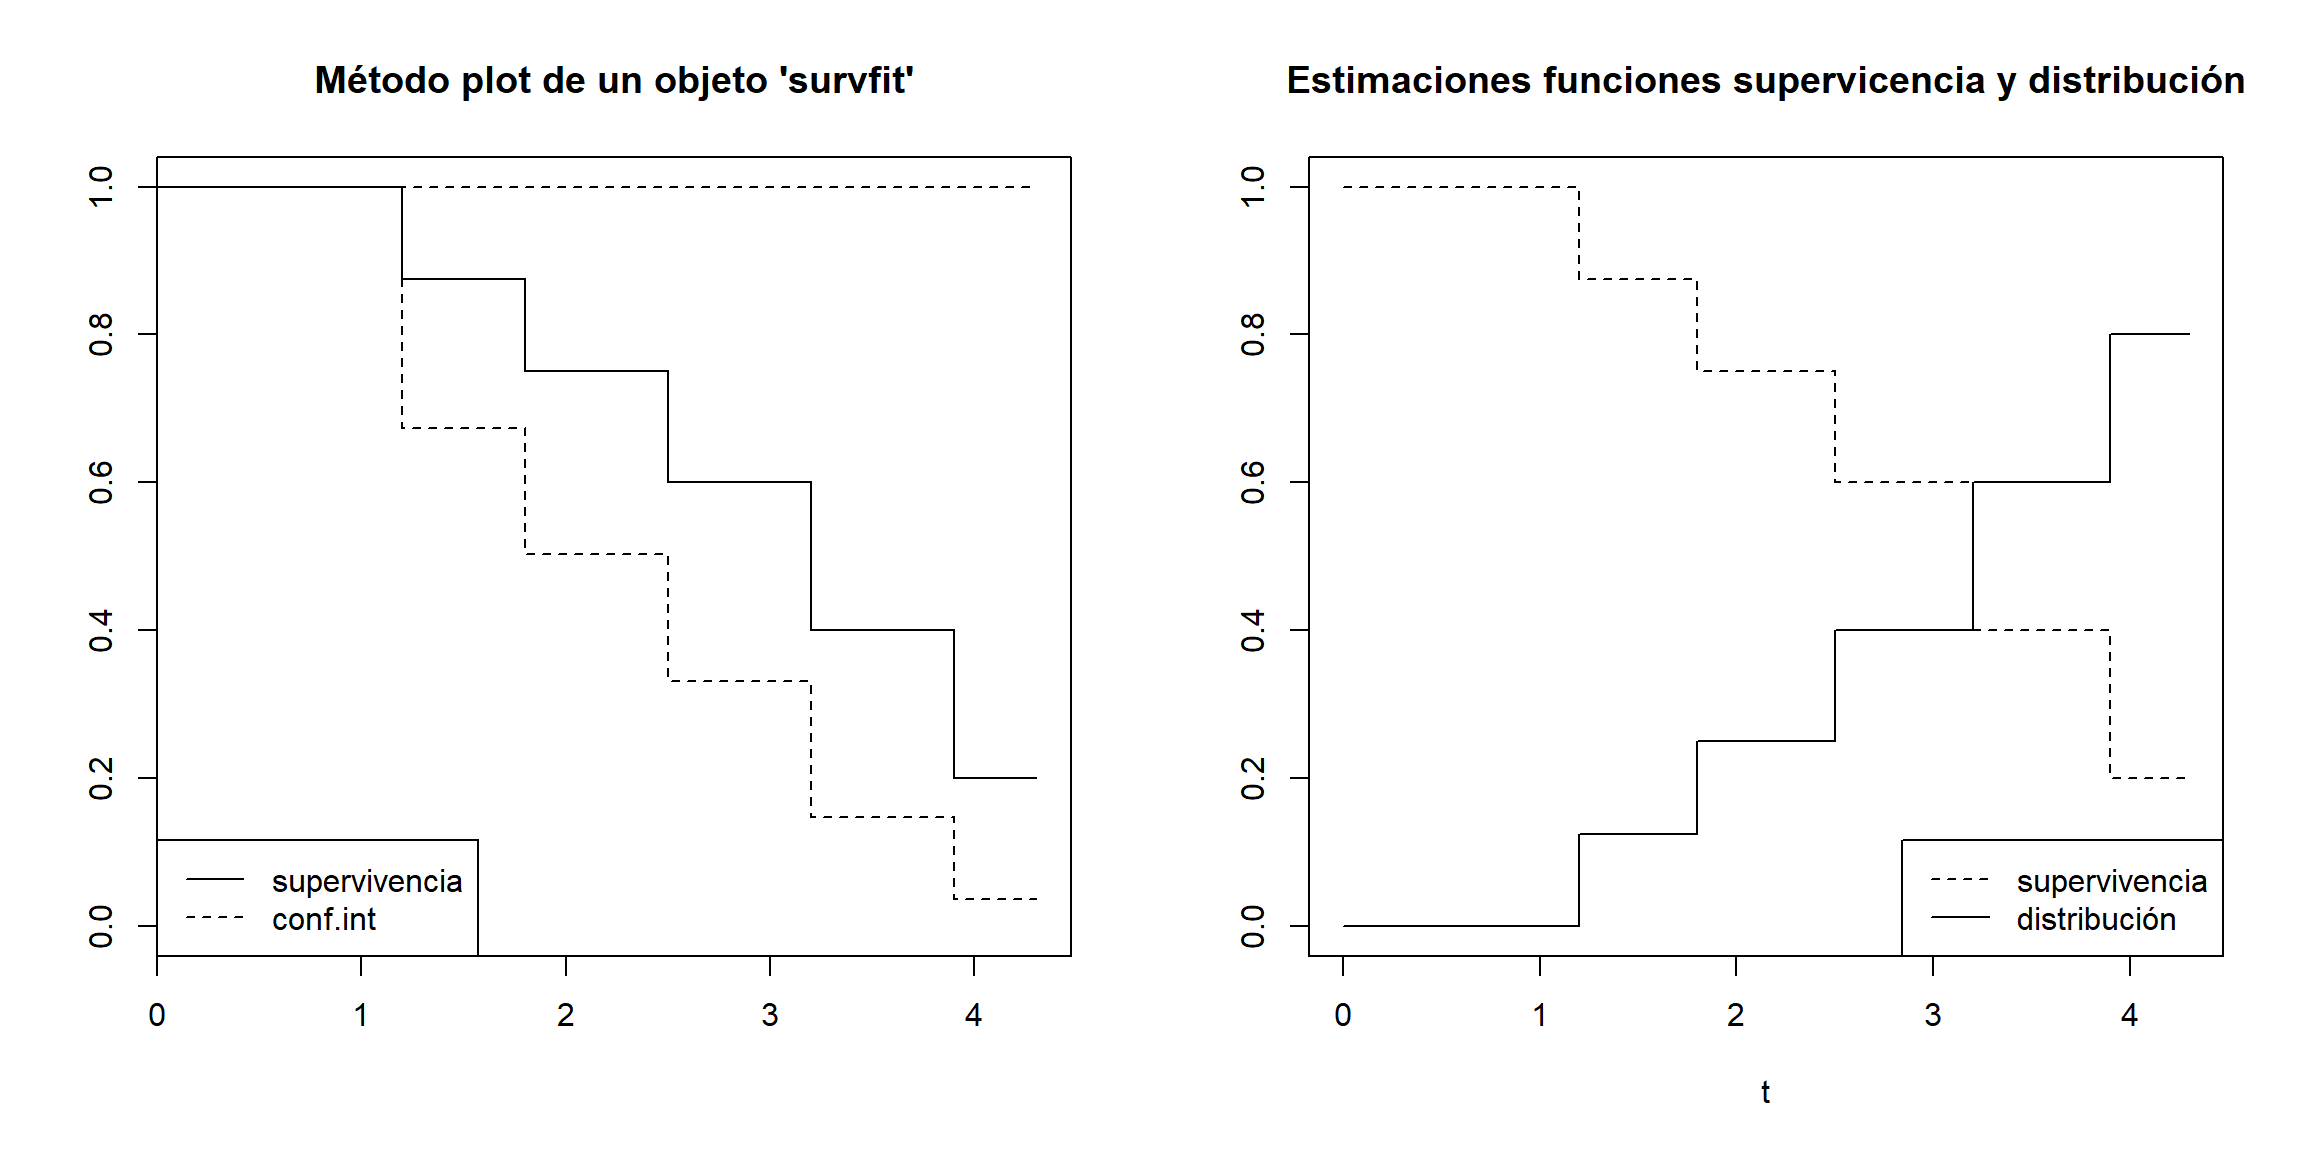 Método plot de un objeto 'survfit'
1.0
0.8
0.6
0.4
0.2
0.0
supervivencia
conf.int
0 1 2 3 4
Estimaciones funciones supervicencia y distribución
1.0
0.8
0.6
0.4
0.2
0.0
supervivencia
distribución
0 1 2 3 4
t